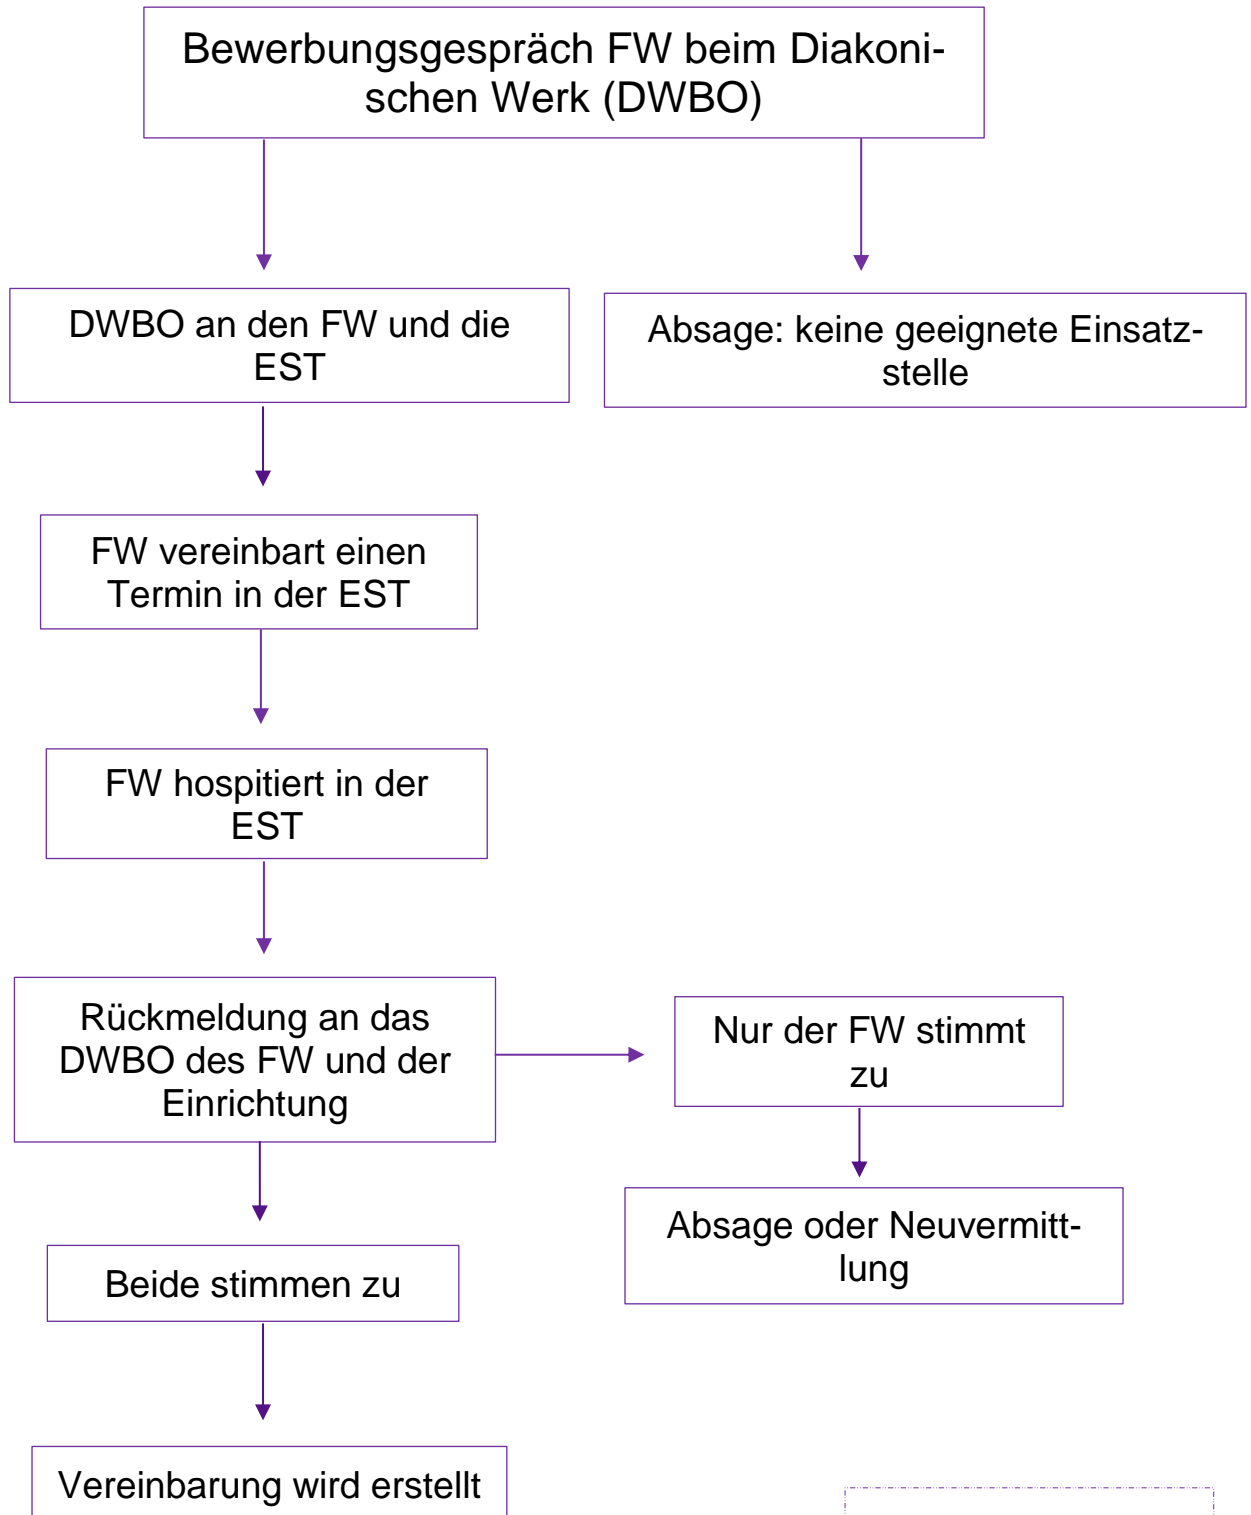 Bewerbungsgespräch FW beim Diakoni-
schen Werk (DWBO)
DWBO an den FW und die
EST
Absage: keine geeignete Einsatz-
stelle
FW vereinbart einen
Termin in der EST
FW hospitiert in der
EST
Rückmeldung an das
DWBO des FW und der
Einrichtung
Nur der FW stimmt
zu
Absage oder Neuvermitt-
lung
Beide stimmen zu
Vereinbarung wird erstellt